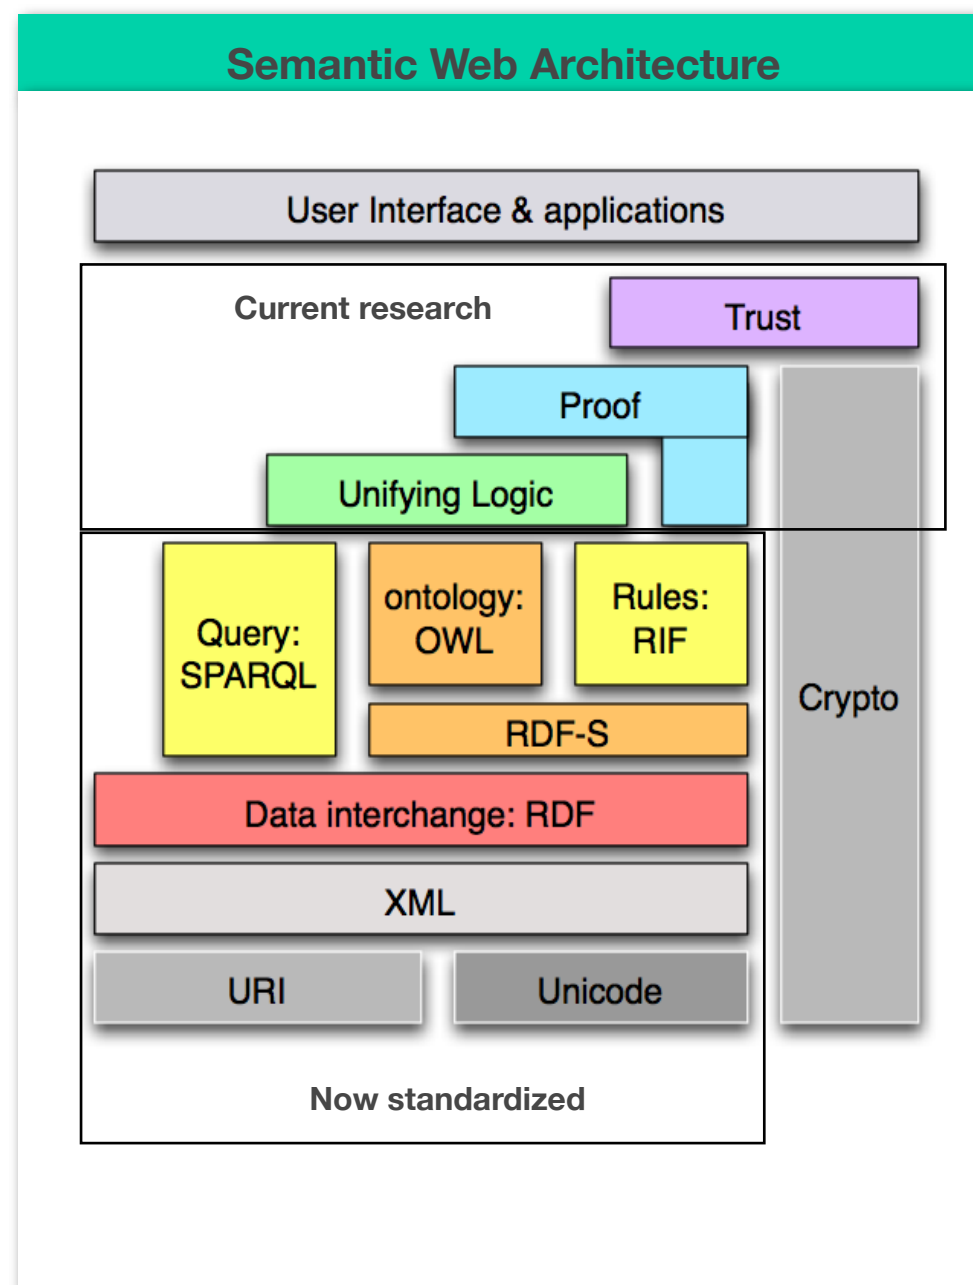 Semantic Web Architecture
User Interface & applications
Current research
Trust
Proof
Unifying Logic
Query:
SPARQL
ontology:
OWL
Rules:
RIF
Crypto
RDF-S
Data interchange: RDF
XML
URI
Unicode
Now standardized